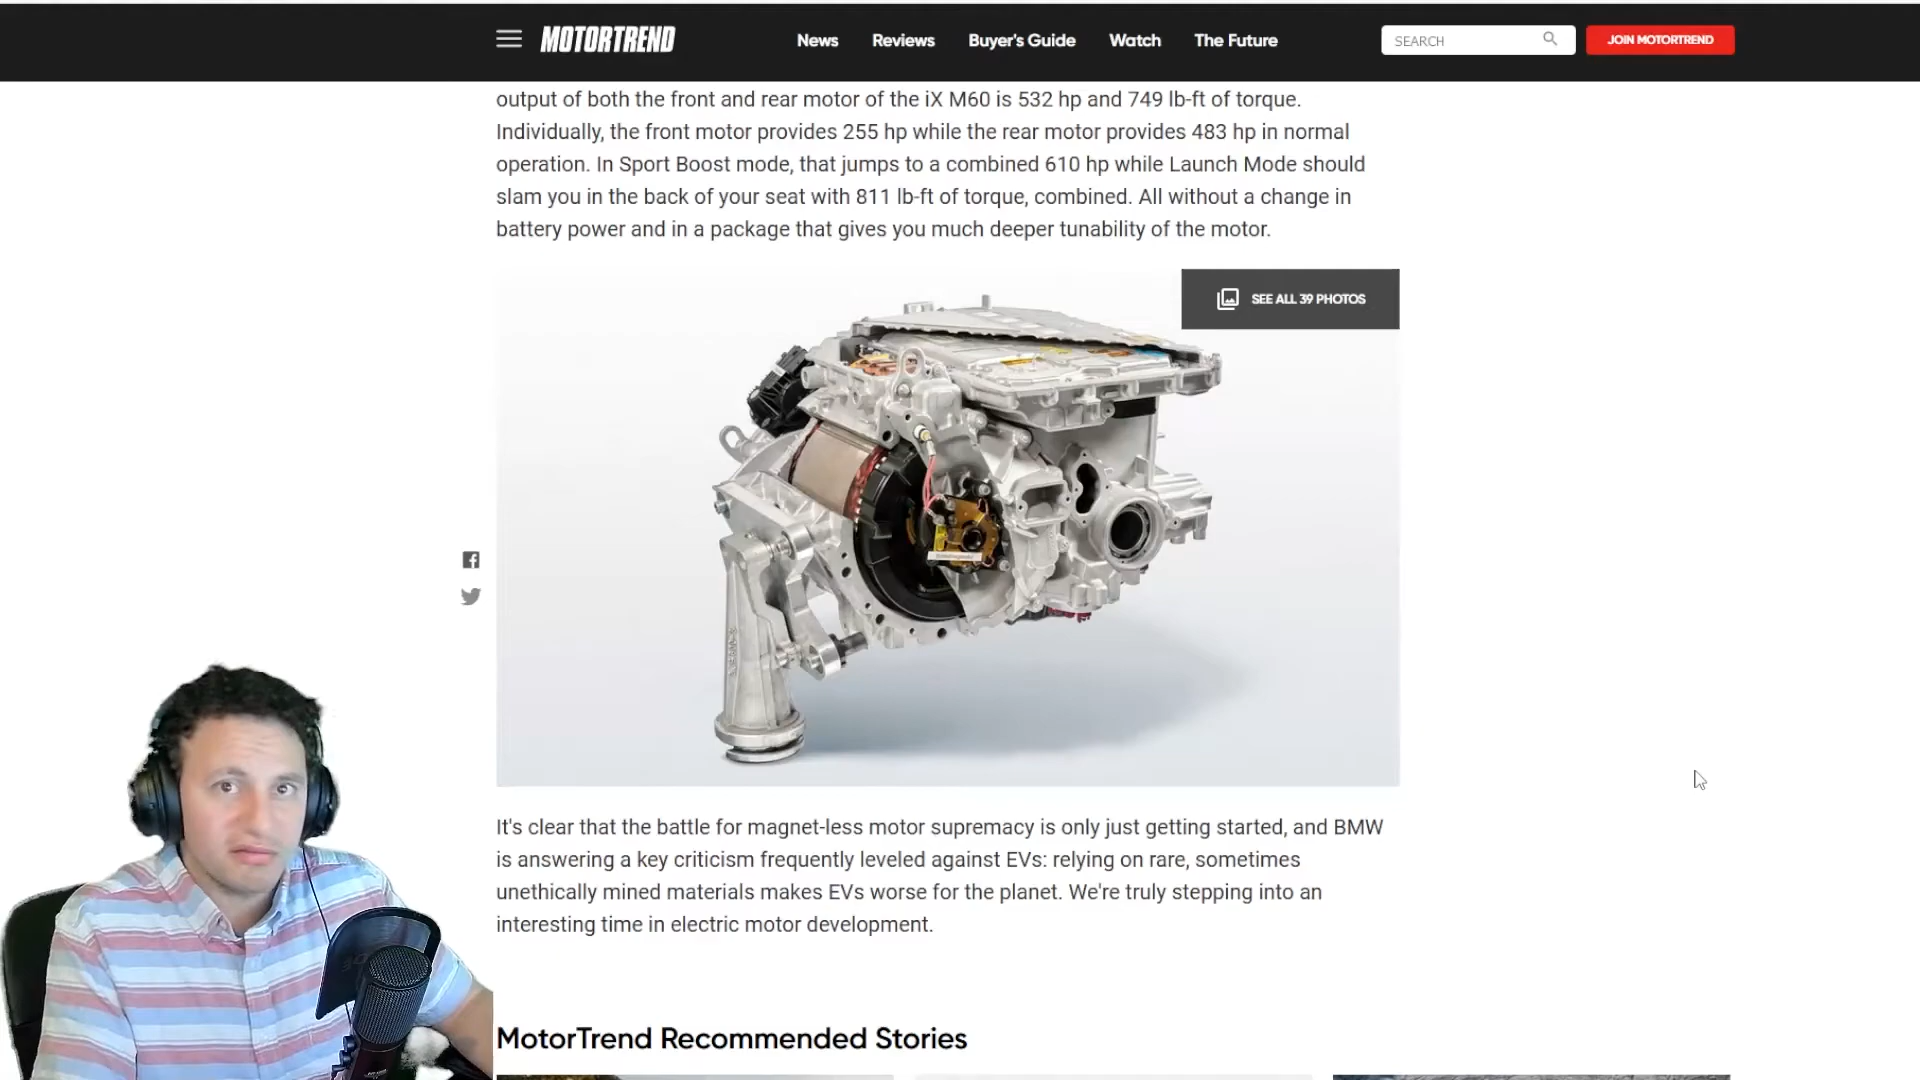 MOTORTREND
News
Reviews
Buyer's Guide
Watch
The Future
SEARCH
JOIN MOTORTREND
output of both the front and rear motor of the iX M60 is 532 hp and 749 lb-ft of torque.
Individually, the front motor provides 255 hp while the rear motor provides 483 hp in normal
operation. In Sport Boost mode, that jumps to a combined 610 hp while Launch Mode should
slam you in the back of your seat with 811 lb-ft of torque, combined. All without a change in
battery power and in a package that gives you much deeper tunability of the motor.
SEE ALL 39 PHOTOS
It's clear that the battle for magnet-less motor supremacy is only just getting started, and BMW
is answering a key criticism frequently leveled against EVs: relying on rare, sometimes
unethically mined materials makes EVs worse for the planet. We're truly stepping into an
interesting time in electric motor development.
MotorTrend Recommended Stories